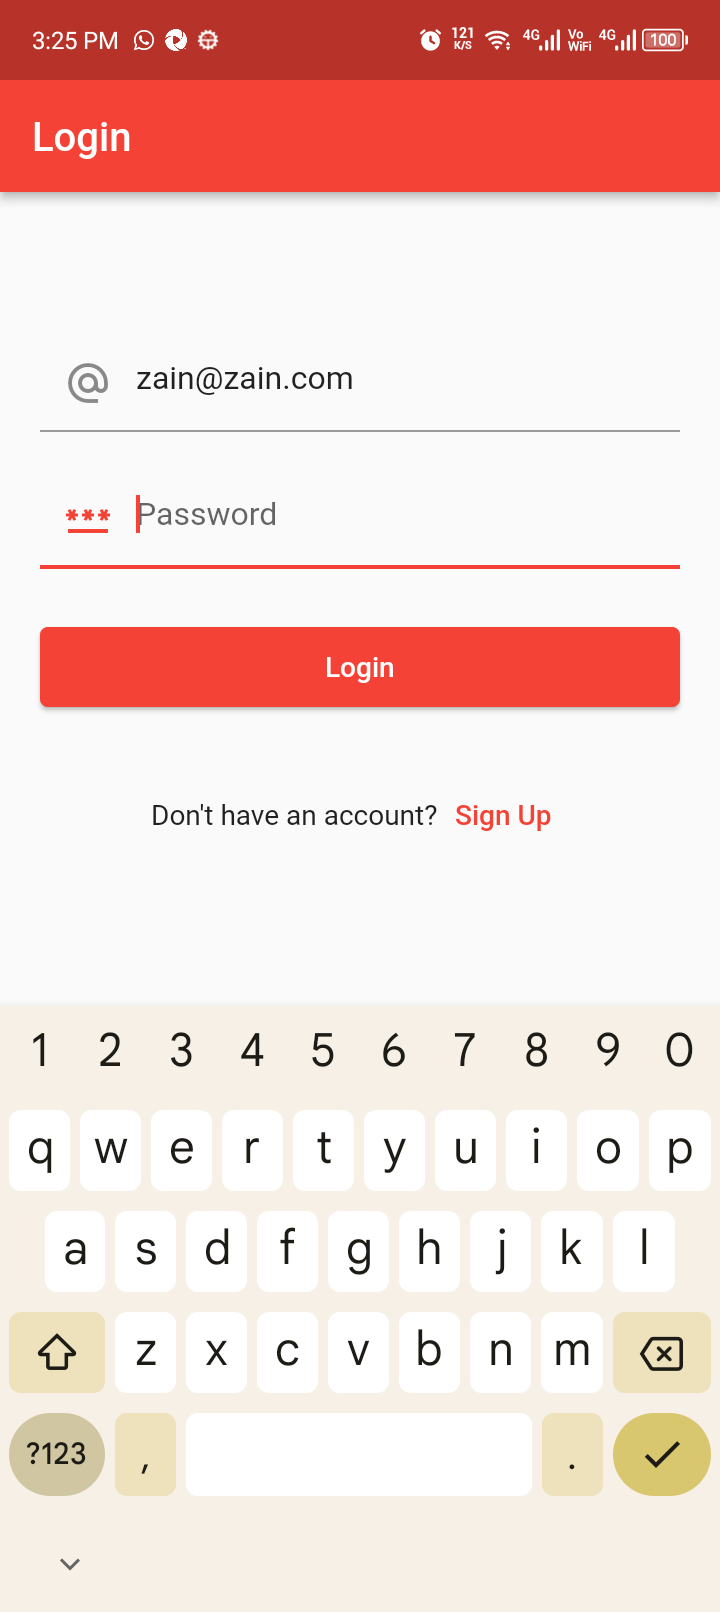 3:25 PM 121 K/S 4G Vo WiFi 4G 100
Login
zain@zain.com
Password
Login
Don't have an account? Sign Up
1 2 3 4 5 6 7 8 9 0
q w e r t y u i o p
a s d f g h j k l
z x c v b n m
?123 , .